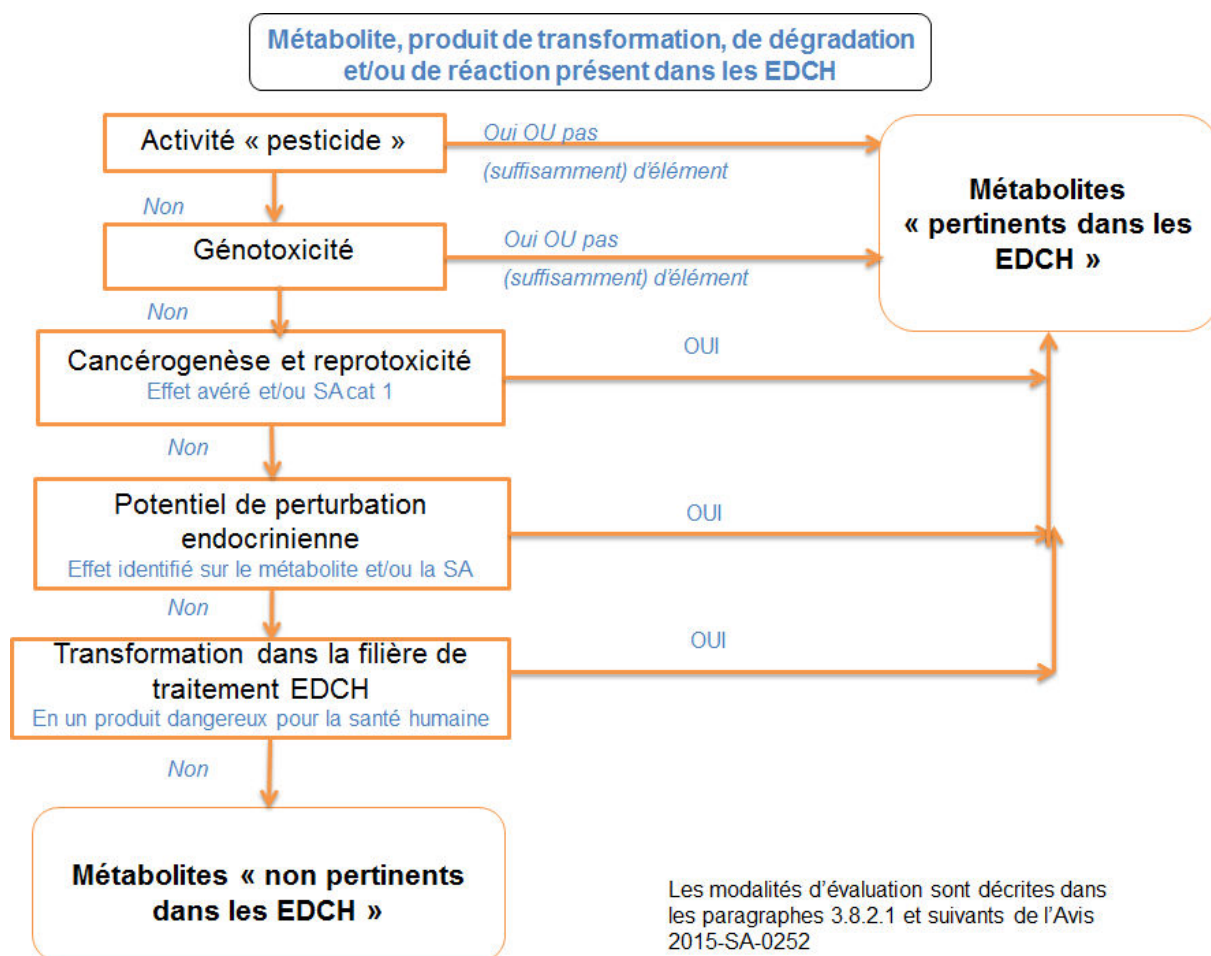 Métabolite, produit de transformation, de dégradation
et/ou de réaction présent dans les EDCH
Activité « pesticide »
Oui OU pas
(suffisamment) d'élément
Métabolites
« pertinents dans les
EDCH »
Non
Génotoxicité
Oui OU pas
(suffisamment) d'élément
Non
Cancérogenèse et reprotoxicité
Effet avéré et/ou SA cat 1
OUI
Non
Potentiel de perturbation
endocrinienne
Effet identifié sur le métabolite et/ou la SA
OUI
Non
Transformation dans la filière de
traitement EDCH
En un produit dangereux pour la santé humaine
OUI
Non
Métabolites « non pertinents
dans les EDCH »
Les modalités d'évaluation sont décrites dans
les paragraphes 3.8.2.1 et suivants de l'Avis
2015-SA-0252